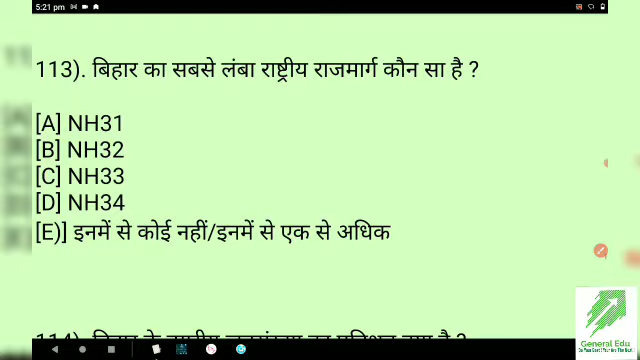 5:21 pm
113). बिहार का सबसे लंबा राष्ट्रीय राजमार्ग कौन सा है ?
[A] NH31
[B] NH32
[C] NH33
[D] NH34
[E)] इनमें से कोई नहीं/इनमें से एक से अधिक
General Edu